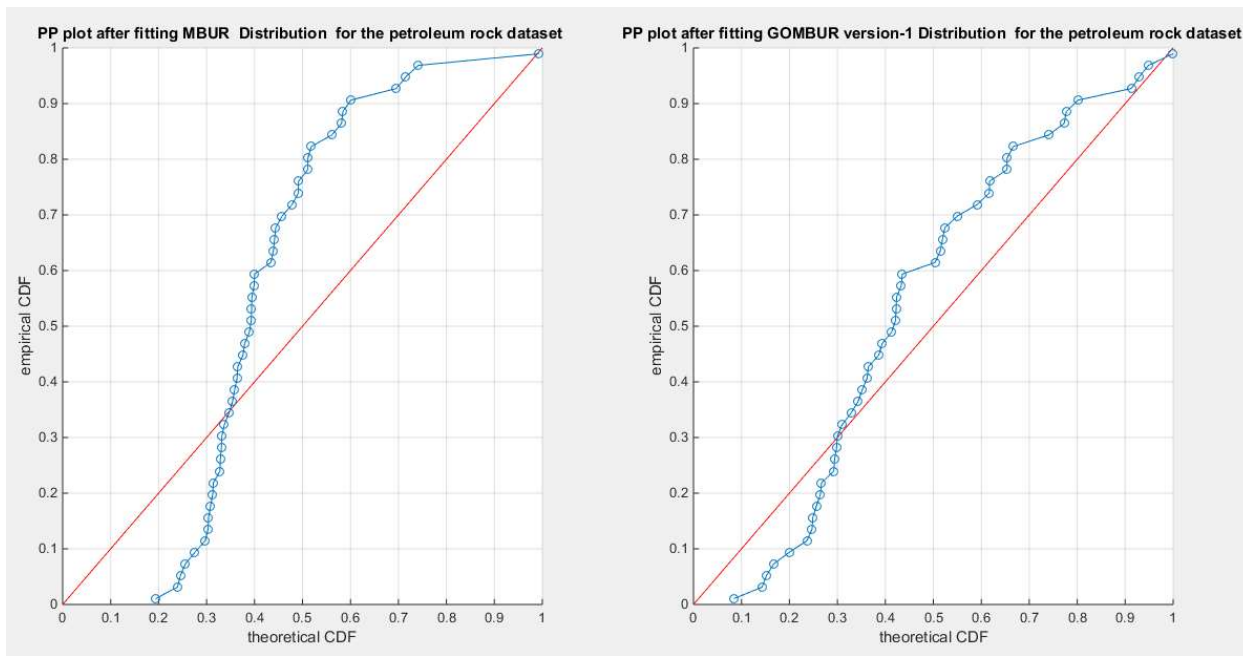 PP plot after fitting MBUR  Distribution  for the petroleum rock dataset
1
0.9
0.8
0.7
0.6
0.5
0.4
0.3
0.2
0.1
0
empirical CDF
0 0.1 0.2 0.3 0.4 0.5 0.6 0.7 0.8 0.9 1
theoretical CDF
PP plot after fitting GOMBUR version-1 Distribution  for the petroleum rock dataset
1
0.9
0.8
0.7
0.6
0.5
0.4
0.3
0.2
0.1
0
empirical CDF
0 0.1 0.2 0.3 0.4 0.5 0.6 0.7 0.8 0.9 1
theoretical CDF